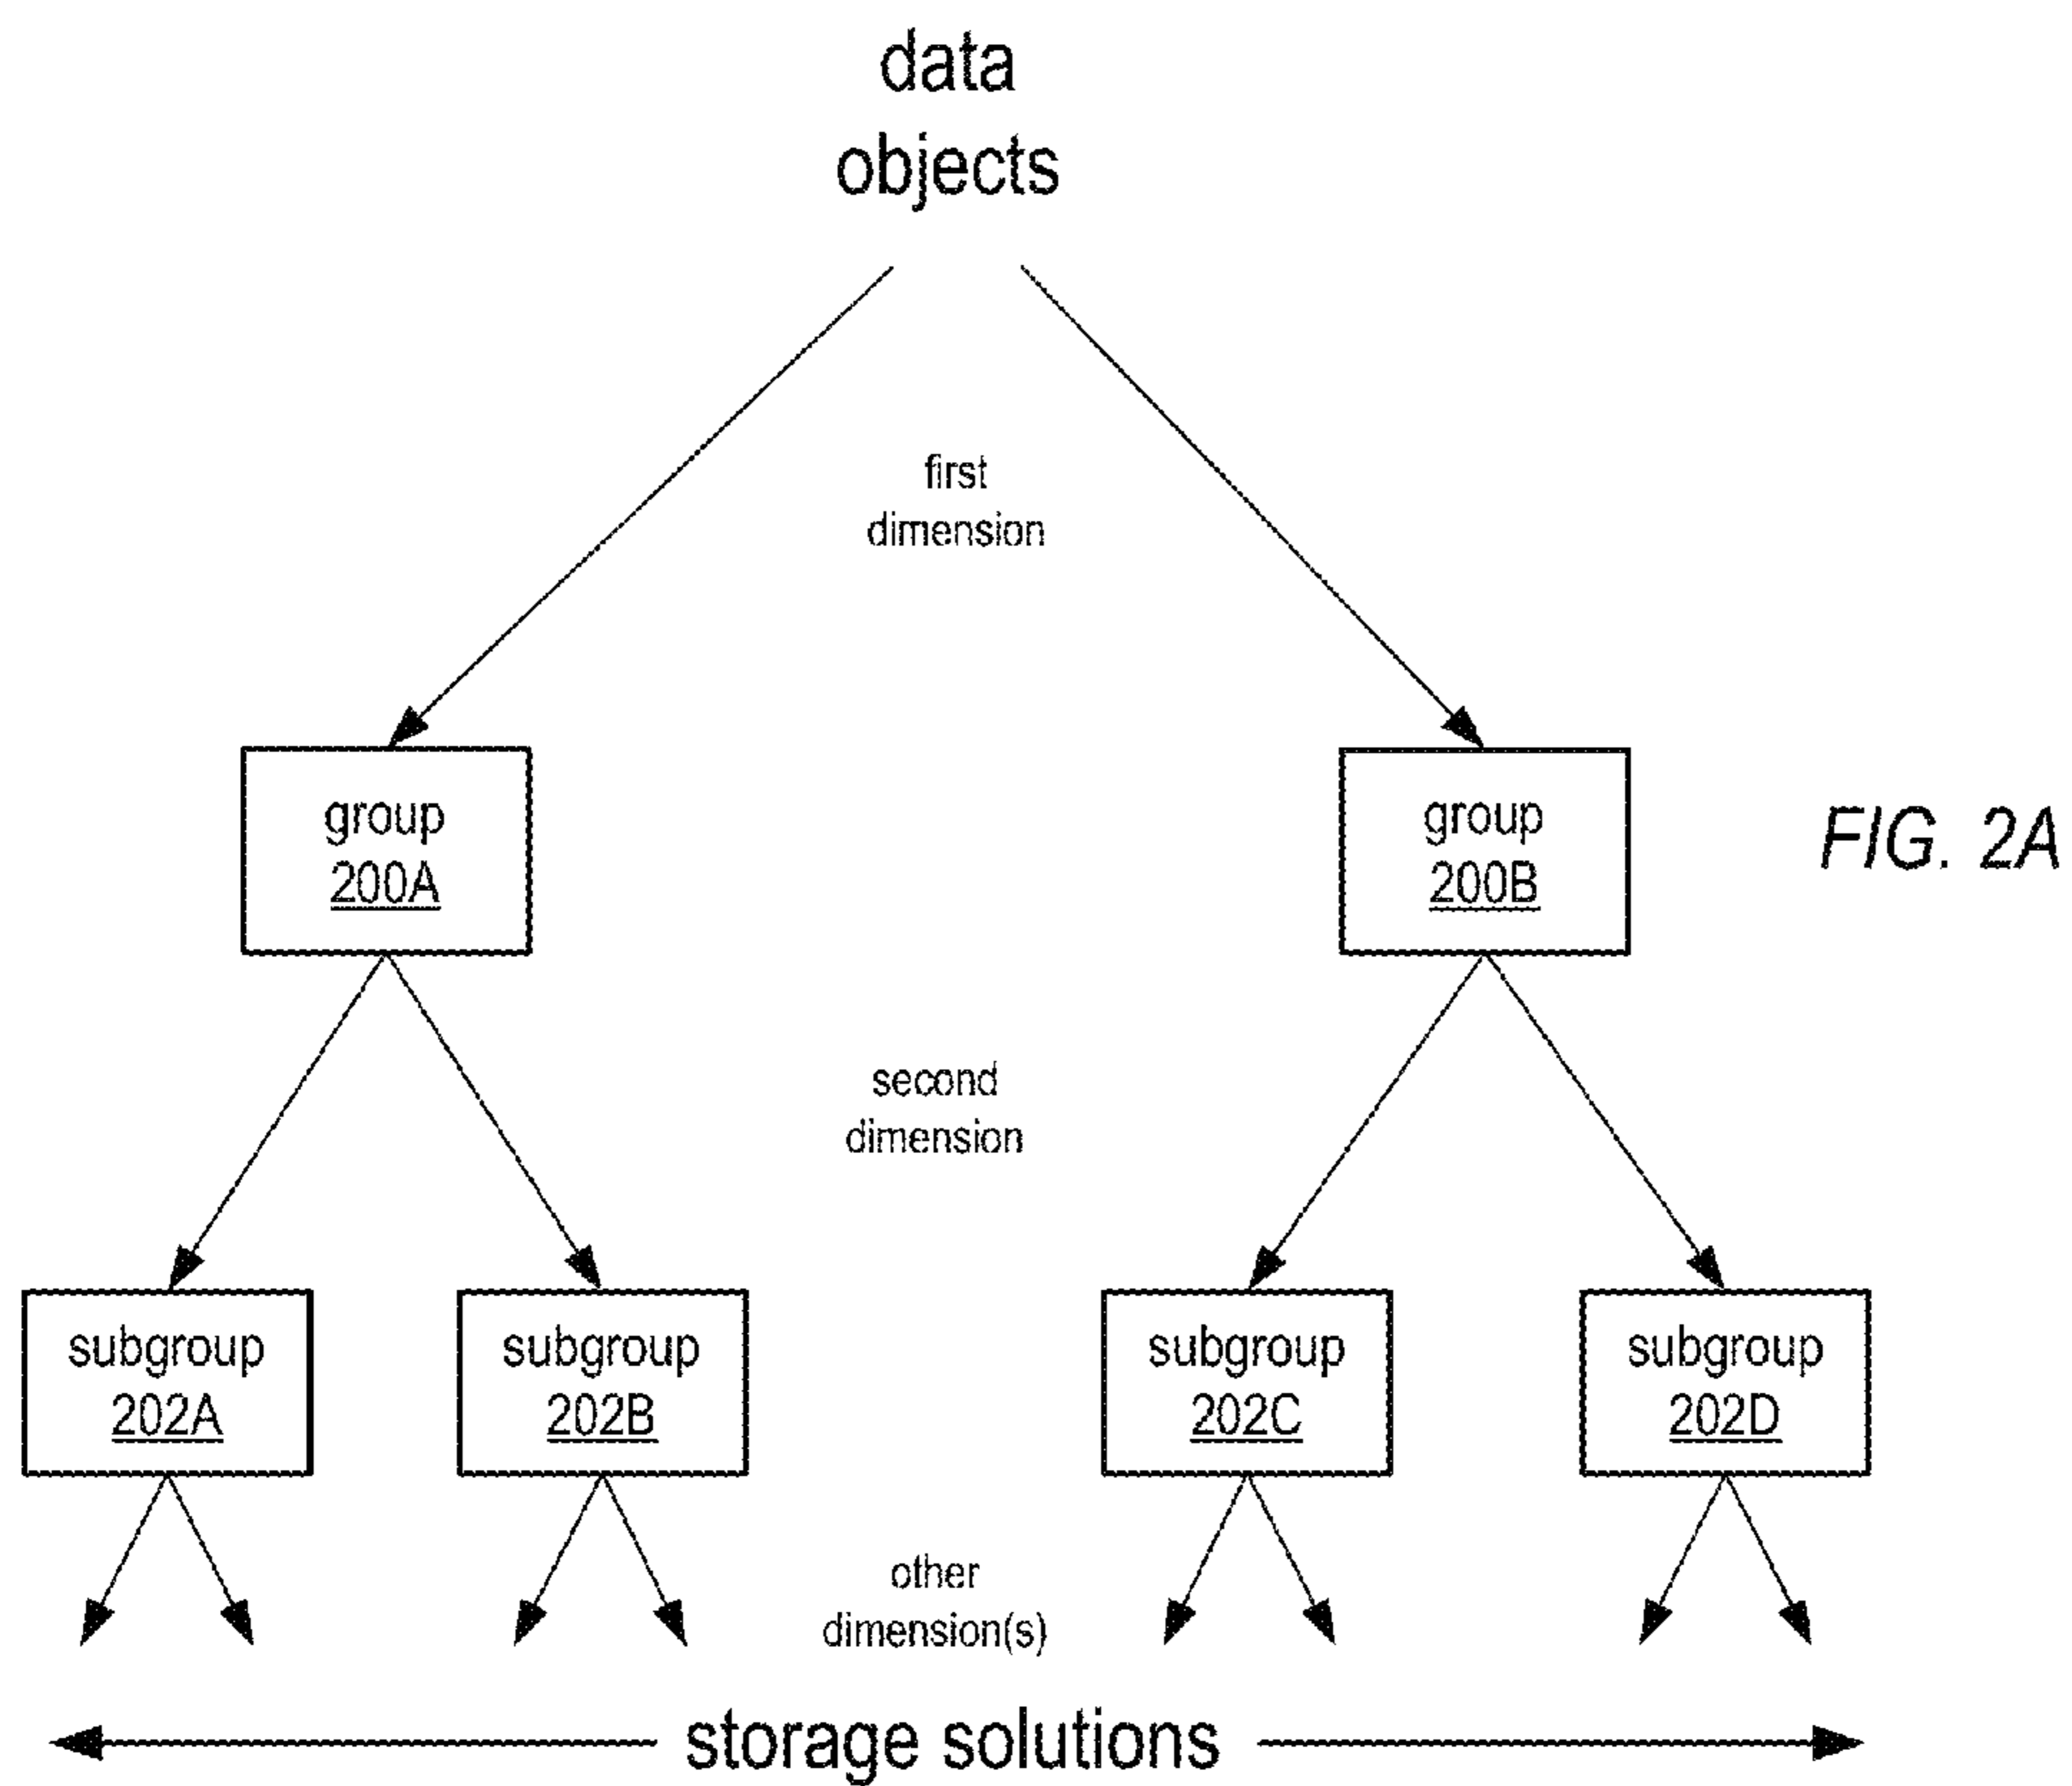 data
objects
first
dimension
group
200A
group
200B
FIG. 2A
second
dimension
subgroup
202A
subgroup
202B
subgroup
202C
subgroup
202D
other
dimension(s)
storage solutions